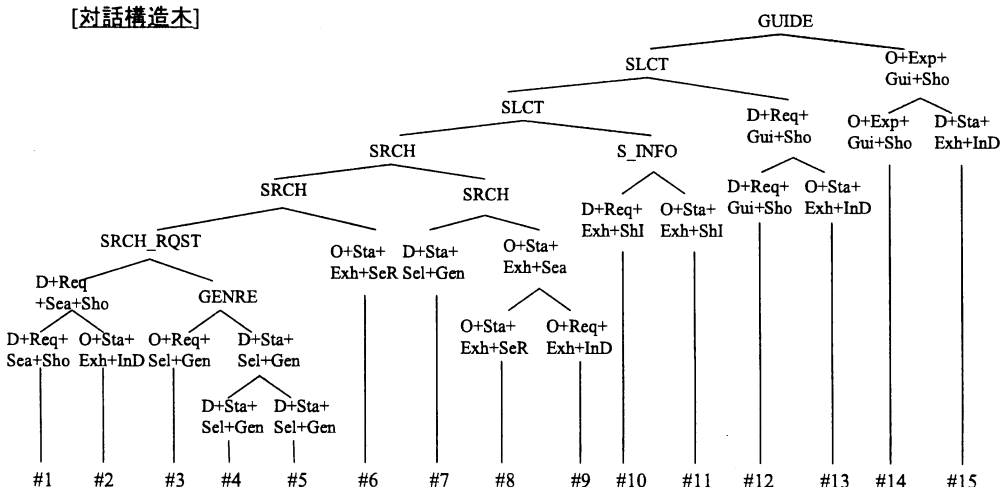 [対話構造木]
GUIDE
SLCT
O+Exp+
Gui+Sho
SLCT
D+Req+
Gui+Sho
O+Exp+
Gui+Sho
D+Sta+
Exh+InD
SRCH
S_INFO
SRCH
SRCH
D+Req+
Exh+ShI
O+Sta+
Exh+ShI
D+Req+
Gui+Sho
O+Sta+
Exh+InD
SRCH_RQST
O+Sta+
Exh+SeR
D+Sta+
Sel+Gen
O+Sta+
Exh+Sea
D+Req
+Sea+Sho
GENRE
D+Req+
Sea+Sho
O+Sta+
Exh+InD
O+Req+
Sel+Gen
D+Sta+
Sel+Gen
O+Sta+
Exh+SeR
O+Req+
Exh+InD
D+Sta+
Sel+Gen
D+Sta+
Sel+Gen
#1 #2 #3 #4 #5 #6 #7 #8 #9 #10 #11 #12 #13 #14 #15